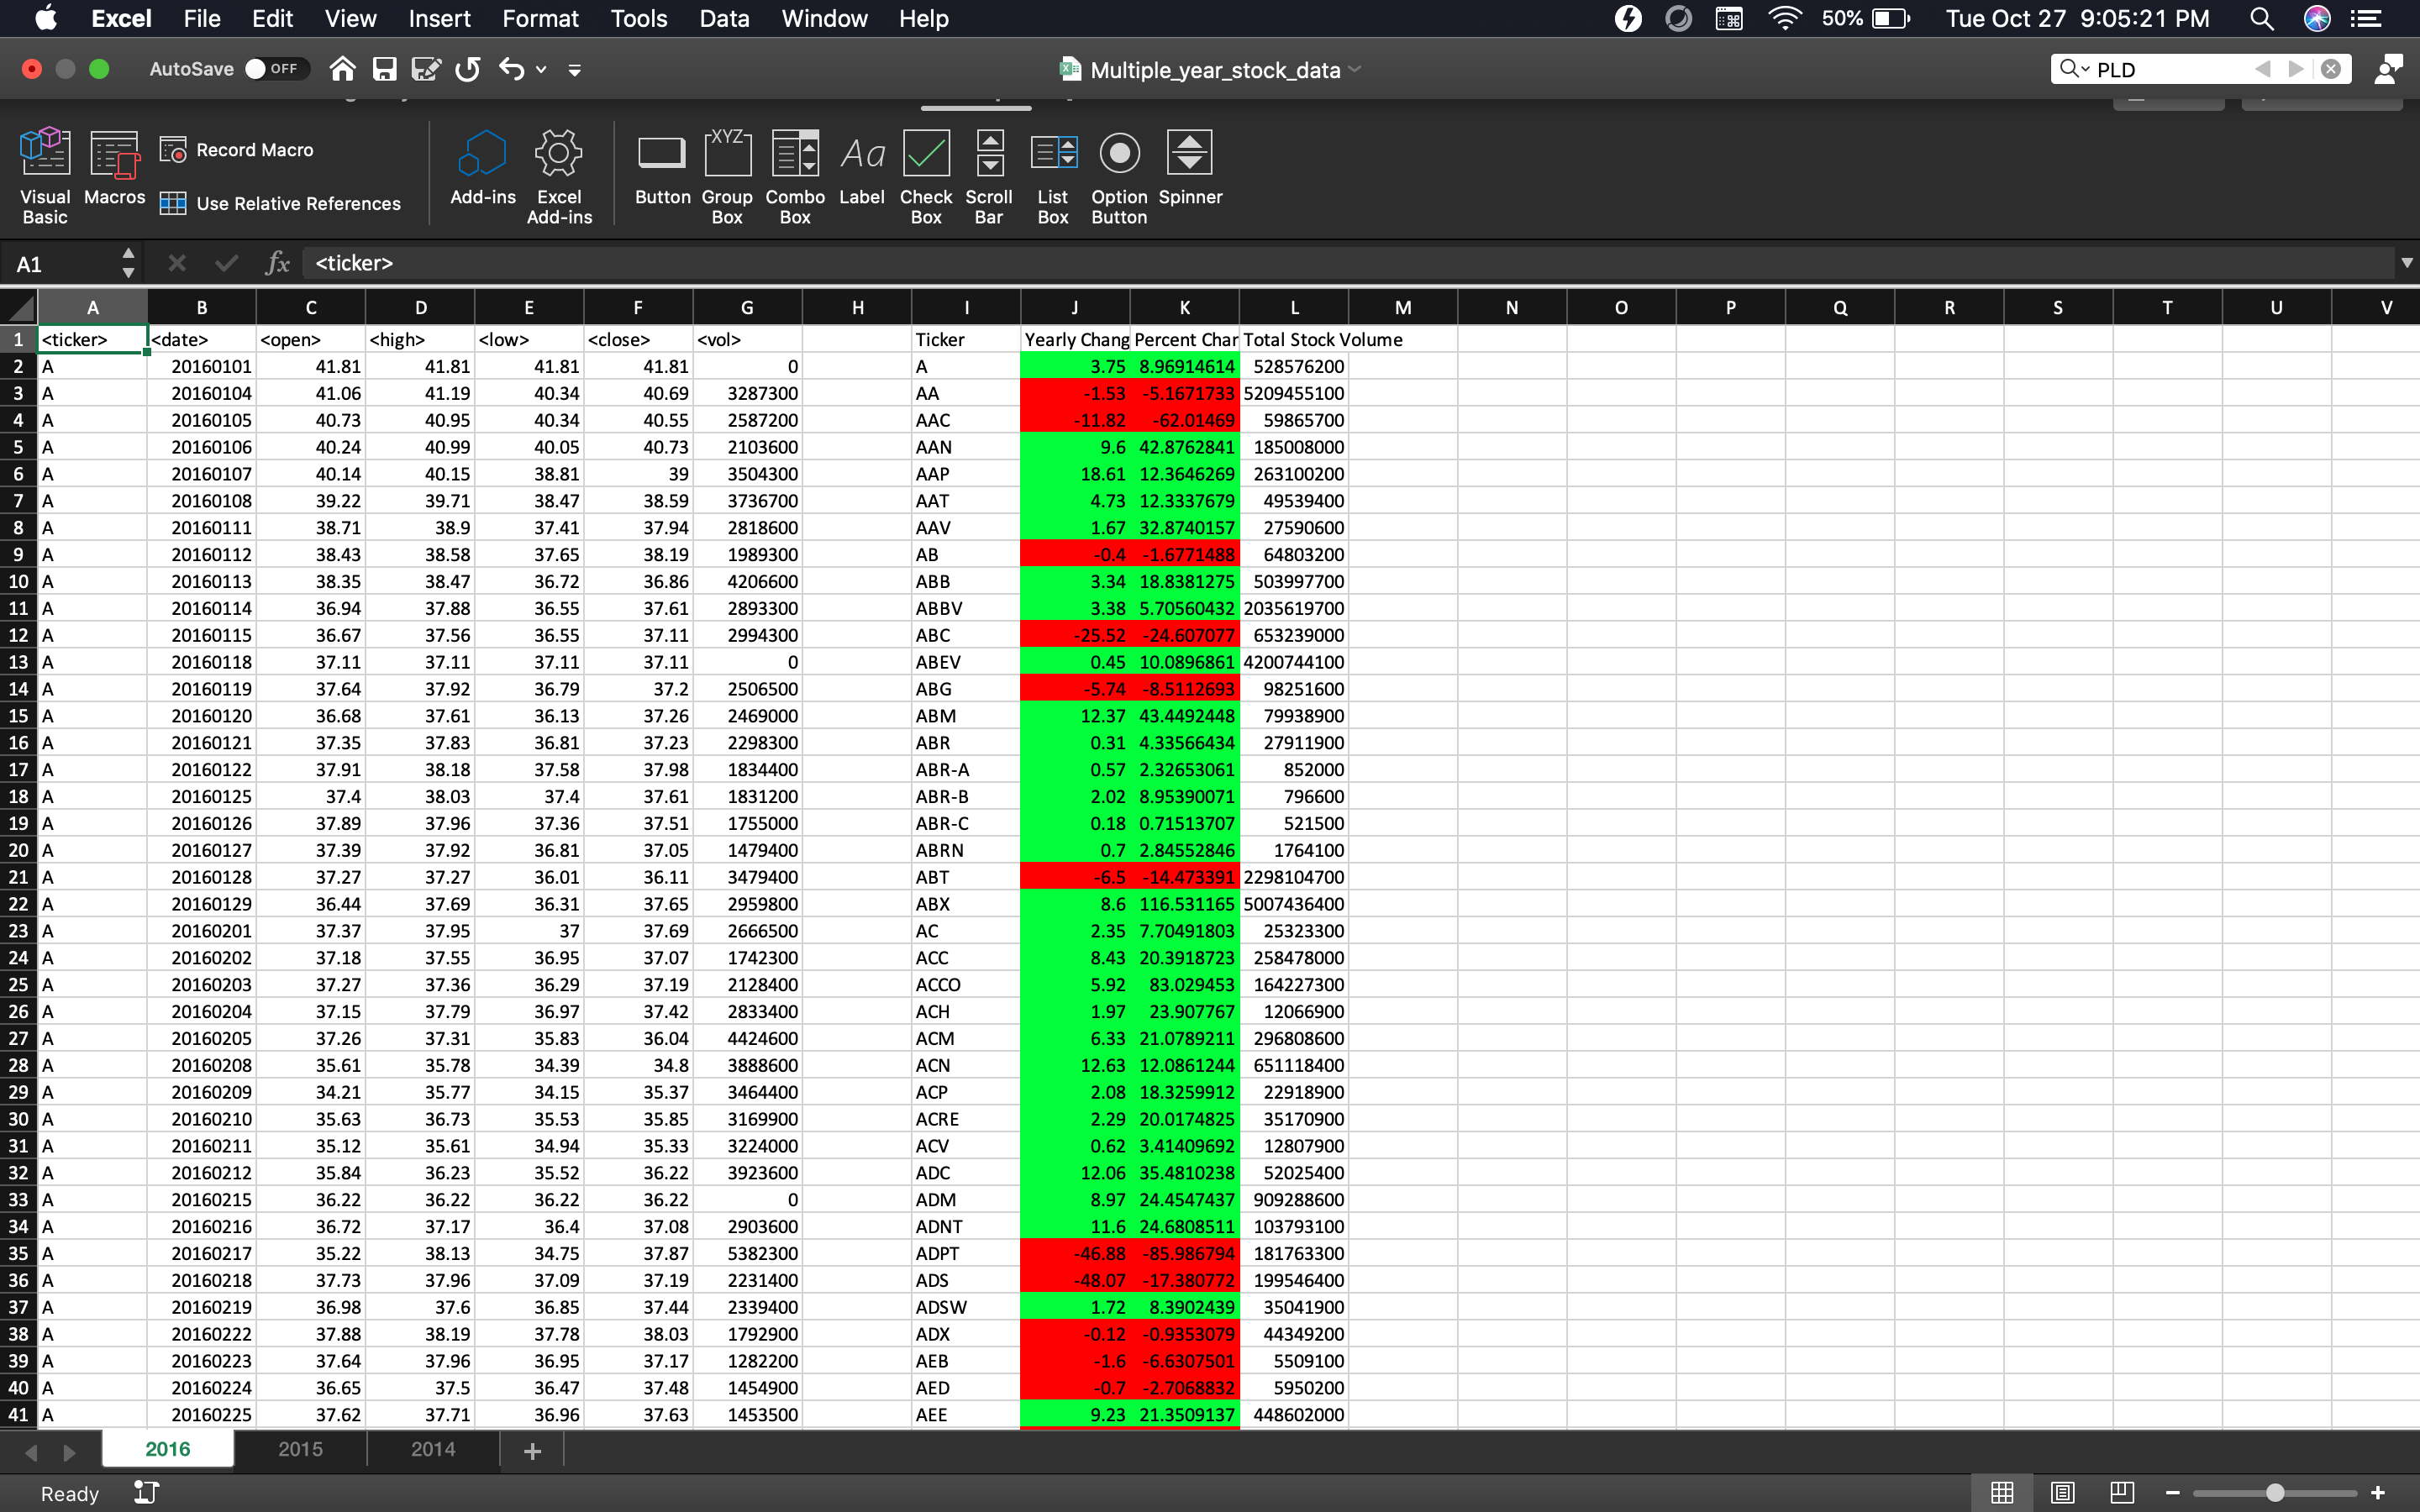 Excel File Edit View Insert Format Tools Data Window Help 50% Tue Oct 27 9:05:21 PM
AutoSave OFF Multiple_year_stock_data PLD
Visual Basic Macros Record Macro Use Relative References Add-ins Excel Add-ins Button XYZ Group Box Combo Box Aa Label Check Box Scroll Bar List Box Option Button Spinner
A1 fx <ticker>
A B C D E F G H I J K L M N O P Q R S T U V
1 <ticker> <date> <open> <high> <low> <close> <vol> Ticker Yearly Chang Percent Char Total Stock Volume
2 A 20160101 41.81 41.81 41.81 41.81 0 A 3.75 8.96914614 528576200
3 A 20160104 41.06 41.19 40.34 40.69 3287300 AA -1.53 -5.1671733 5209455100
4 A 20160105 40.73 40.95 40.34 40.55 2587200 AAC -11.82 -62.01469 59865700
5 A 20160106 40.24 40.99 40.05 40.73 2103600 AAN 9.6 42.8762841 185008000
6 A 20160107 40.14 40.15 38.81 39 3504300 AAP 18.61 12.3646269 263100200
7 A 20160108 39.22 39.71 38.47 38.59 3736700 AAT 4.73 12.3337679 49539400
8 A 20160111 38.71 38.9 37.41 37.94 2818600 AAV 1.67 32.8740157 27590600
9 A 20160112 38.43 38.58 37.65 38.19 1989300 AB -0.4 -1.6771488 64803200
10 A 20160113 38.35 38.47 36.72 36.86 4206600 ABB 3.34 18.8381275 503997700
11 A 20160114 36.94 37.88 36.55 37.61 2893300 ABBV 3.38 5.70560432 2035619700
12 A 20160115 36.67 37.56 36.55 37.11 2994300 ABC -25.52 -24.607077 653239000
13 A 20160118 37.11 37.11 37.11 37.11 0 ABEV 0.45 10.0896861 4200744100
14 A 20160119 37.64 37.92 36.79 37.2 2506500 ABG -5.74 -8.5112693 98251600
15 A 20160120 36.68 37.61 36.13 37.26 2469000 ABM 12.37 43.4492448 79938900
16 A 20160121 37.35 37.83 36.81 37.23 2298300 ABR 0.31 4.33566434 27911900
17 A 20160122 37.91 38.18 37.58 37.98 1834400 ABR-A 0.57 2.32653061 852000
18 A 20160125 37.4 38.03 37.4 37.61 1831200 ABR-B 2.02 8.95390071 796600
19 A 20160126 37.89 37.96 37.36 37.51 1755000 ABR-C 0.18 0.71513707 521500
20 A 20160127 37.39 37.92 36.81 37.05 1479400 ABRN 0.7 2.84552846 1764100
21 A 20160128 37.27 37.27 36.01 36.11 3479400 ABT -6.5 -14.473391 2298104700
22 A 20160129 36.44 37.69 36.31 37.65 2959800 ABX 8.6 116.531165 5007436400
23 A 20160201 37.37 37.95 37 37.69 2666500 AC 2.35 7.70491803 25323300
24 A 20160202 37.18 37.55 36.95 37.07 1742300 ACC 8.43 20.3918723 258478000
25 A 20160203 37.27 37.36 36.29 37.19 2128400 ACCO 5.92 83.029453 164227300
26 A 20160204 37.15 37.79 36.97 37.42 2833400 ACH 1.97 23.907767 12066900
27 A 20160205 37.26 37.31 35.83 36.04 4424600 ACM 6.33 21.0789211 296808600
28 A 20160208 35.61 35.78 34.39 34.8 3888600 ACN 12.63 12.0861244 651118400
29 A 20160209 34.21 35.77 34.15 35.37 3464400 ACP 2.08 18.3259912 22918900
30 A 20160210 35.63 36.73 35.53 35.85 3169900 ACRE 2.29 20.0174825 35170900
31 A 20160211 35.12 35.61 34.94 35.33 3224000 ACV 0.62 3.41409692 12807900
32 A 20160212 35.84 36.23 35.52 36.22 3923600 ADC 12.06 35.4810238 52025400
33 A 20160215 36.22 36.22 36.22 36.22 0 ADM 8.97 24.4547437 909288600
34 A 20160216 36.72 37.17 36.4 37.08 2903600 ADNT 11.6 24.6808511 103793100
35 A 20160217 35.22 38.13 34.75 37.87 5382300 ADPT -46.88 -85.986794 181763300
36 A 20160218 37.73 37.96 37.09 37.19 2231400 ADS -48.07 -17.380772 199546400
37 A 20160219 36.98 37.6 36.85 37.44 2339400 ADSW 1.72 8.3902439 35041900
38 A 20160222 37.88 38.19 37.78 38.03 1792900 ADX -0.12 -0.9353079 44349200
39 A 20160223 37.64 37.96 36.95 37.17 1282200 AEB -1.6 -6.6307501 5509100
40 A 20160224 36.65 37.5 36.47 37.48 1454900 AED -0.7 -2.7068832 5950200
41 A 20160225 37.62 37.71 36.96 37.63 1453500 AEE 9.23 21.3509137 448602000
2016 2015 2014 +
Ready